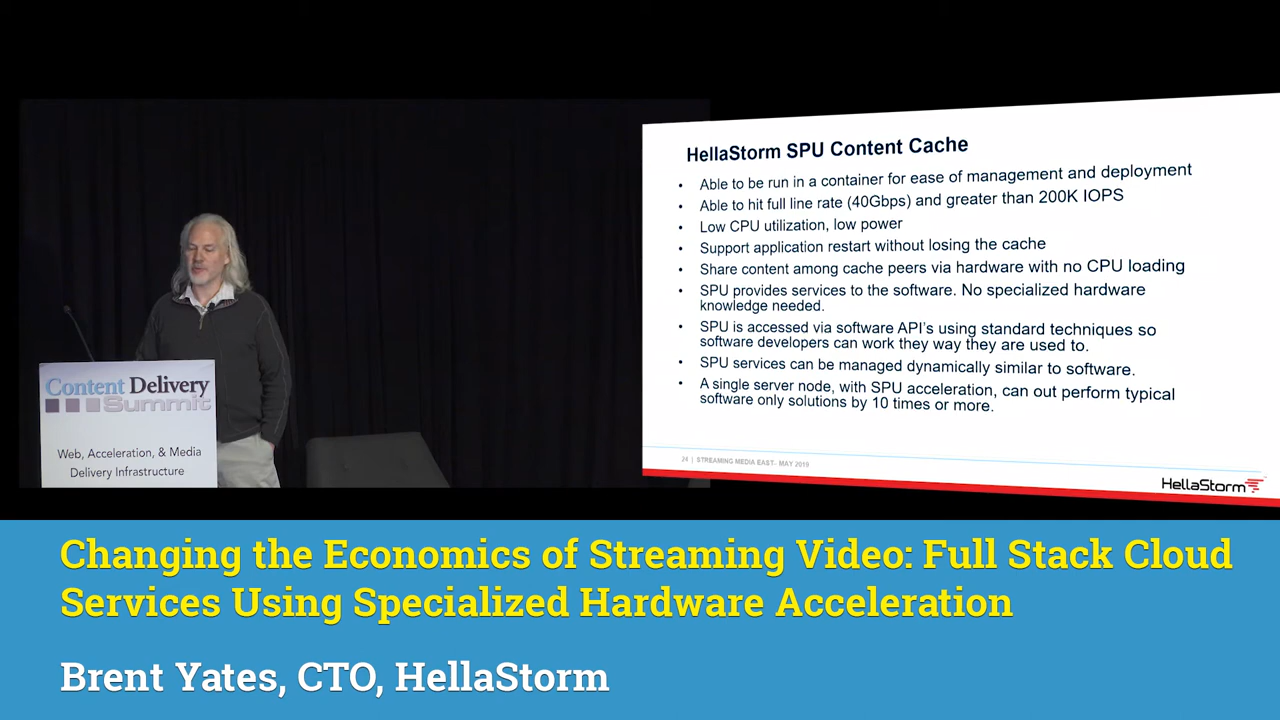 HellaStorm SPU Content Cache
• Able to be run in a container for ease of management and deployment
• Able to hit full line rate (40Gbps) and greater than 200K IOPS
• Low CPU utilization, low power
• Support application restart without losing the cache
• Share content among cache peers via hardware with no CPU loading
• SPU provides services to the software. No specialized hardware
knowledge needed.
• SPU is accessed via software API's using standard techniques so
software developers can work they way they are used to.
• SPU services can be managed dynamically similar to software.
• A single server node, with SPU acceleration, can out perform typical
software only solutions by 10 times or more.
24 | STREAMING MEDIA EAST- MAY 2019
HellaStorm
Content Delivery
Summit
Web, Acceleration, & Media
Delivery Infrastructure
Changing the Economics of Streaming Video: Full Stack Cloud
Services Using Specialized Hardware Acceleration
Brent Yates, CTO, HellaStorm